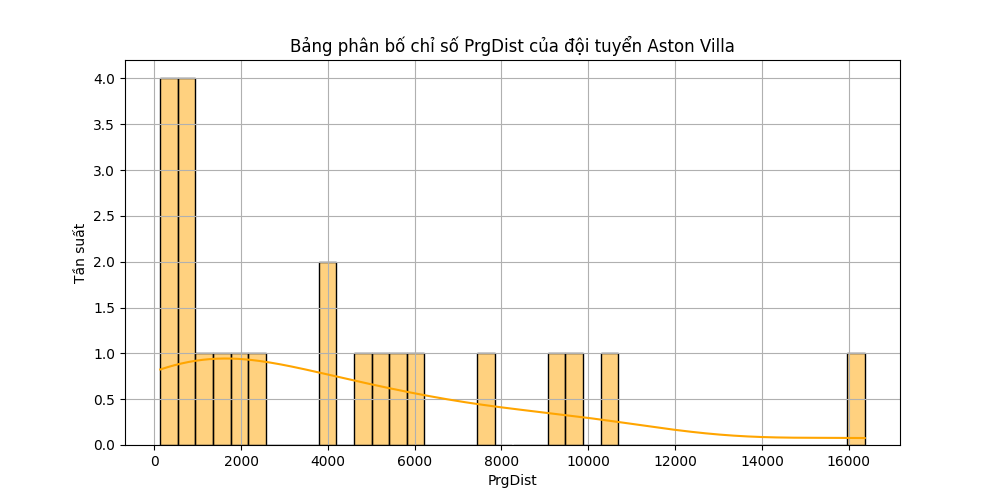 Bảng phân bố chỉ số PrgDist của đội tuyển Aston Villa
4.0
3.5
3.0
2.5
2.0
1.5
1.0
0.5
0.0
Tần suất
0 2000 4000 6000 8000 10000 12000 14000 16000
PrgDist